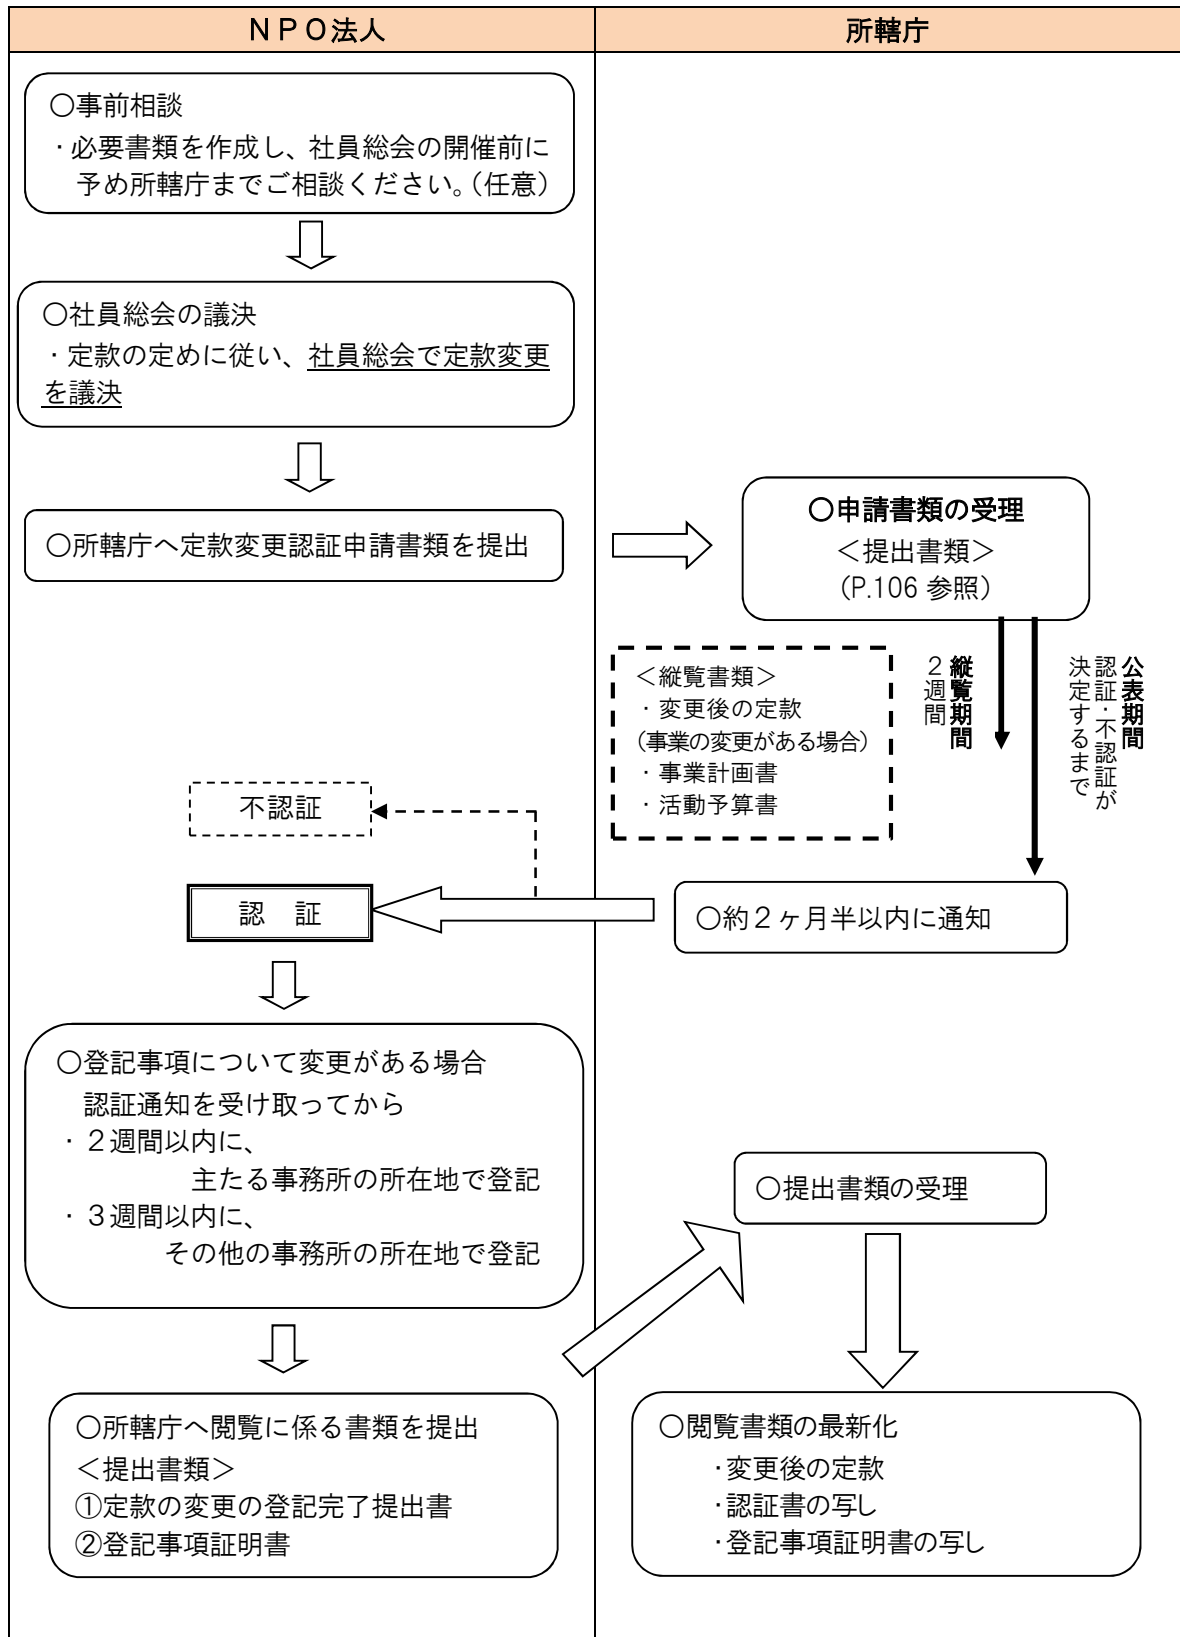 ＮＰＯ法人
所轄庁
○事前相談
・必要書類を作成し、社員総会の開催前に
予め所轄庁までご相談ください。（任意）
○社員総会の議決
・定款の定めに従い、社員総会で定款変更
を議決
○所轄庁へ定款変更認証申請書類を提出
○申請書類の受理
＜提出書類＞
（P.106 参照）
＜縦覧書類＞
・変更後の定款
（事業の変更がある場合）
・事業計画書
・活動予算書
縦覧期間
２週間
公表期間
認証・不認証が
決定するまで
不認証
認　証
○約２ヶ月半以内に通知
○登記事項について変更がある場合
認証通知を受け取ってから
・２週間以内に、
主たる事務所の所在地で登記
・３週間以内に、
その他の事務所の所在地で登記
○提出書類の受理
○所轄庁へ閲覧に係る書類を提出
＜提出書類＞
①定款の変更の登記完了提出書
②登記事項証明書
○閲覧書類の最新化
・変更後の定款
・認証書の写し
・登記事項証明書の写し